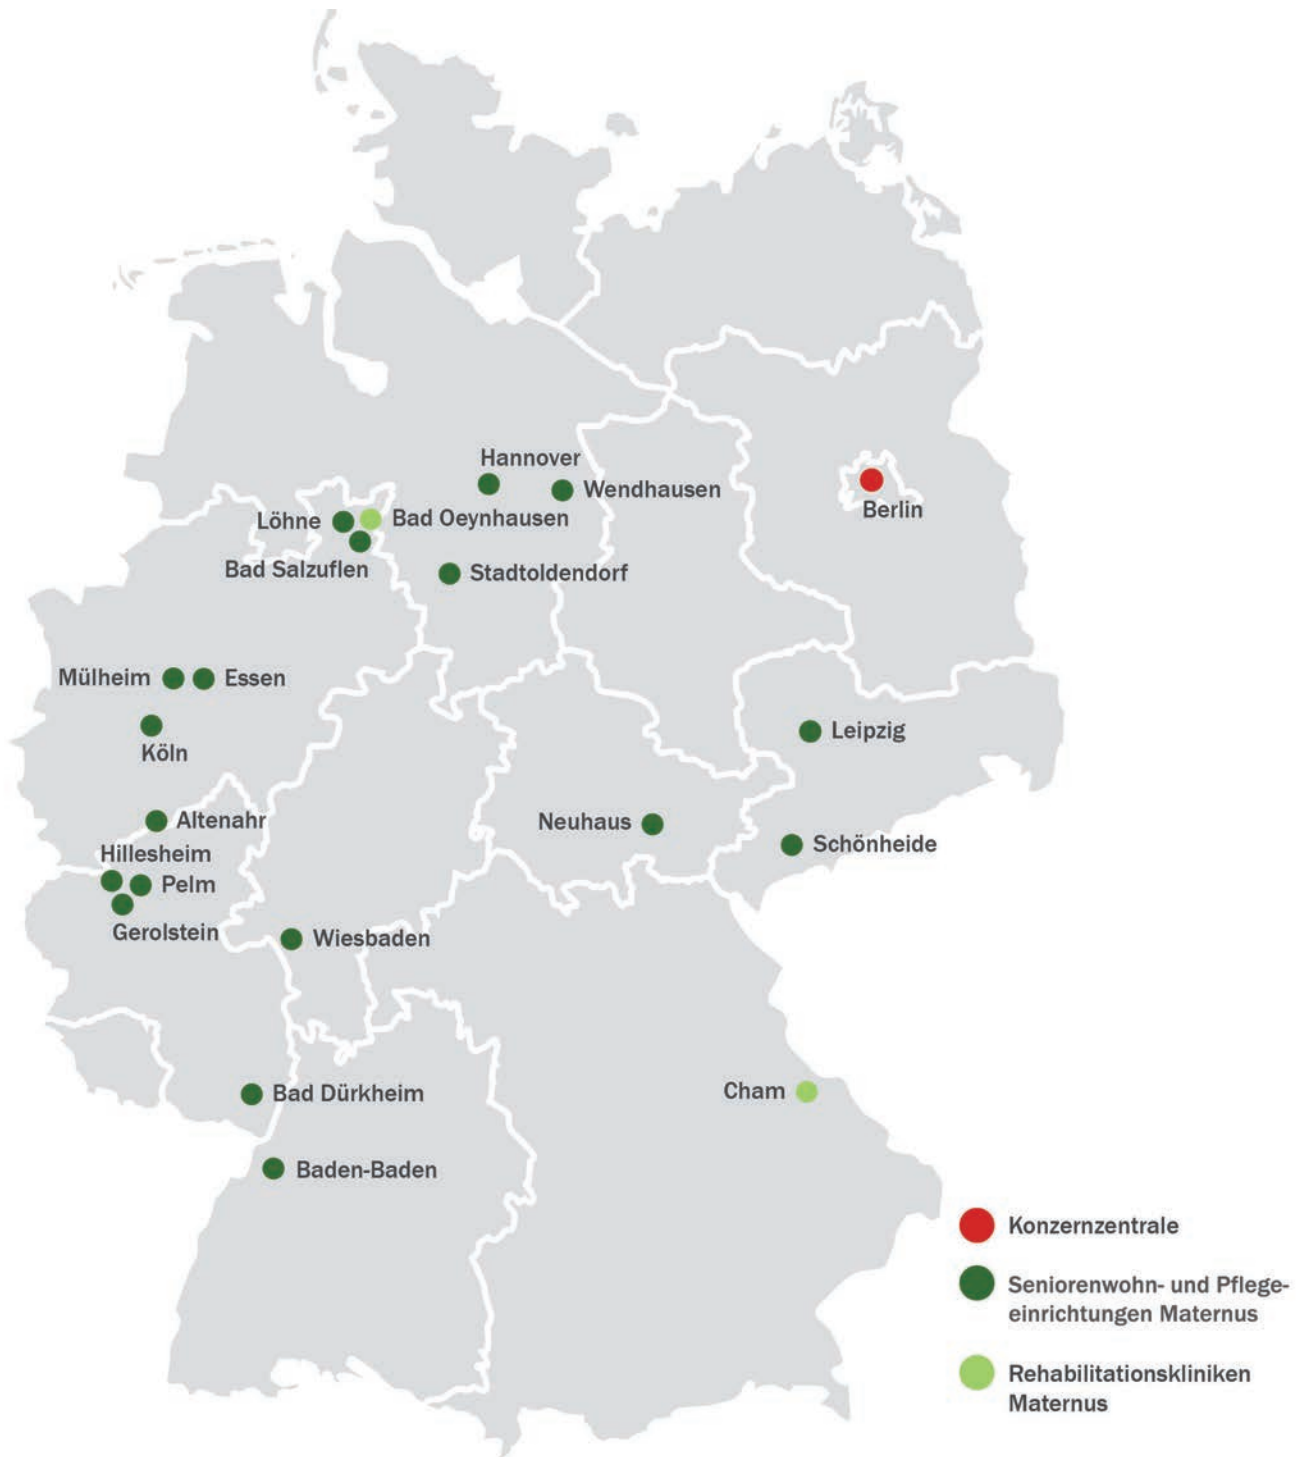 Hannover
Wendhausen
Berlin
Löhne
Bad Oeynhausen
Bad Salzuflen
Stadtoldendorf
Mülheim
Essen
Köln
Leipzig
Altenahr
Neuhaus
Schönheide
Hillesheim
Pelm
Gerolstein
Wiesbaden
Bad Dürkheim
Cham
Baden-Baden
Konzernzentrale
Seniorenwohn- und Pflege-
einrichtungen Maternus
Rehabilitationskliniken
Maternus